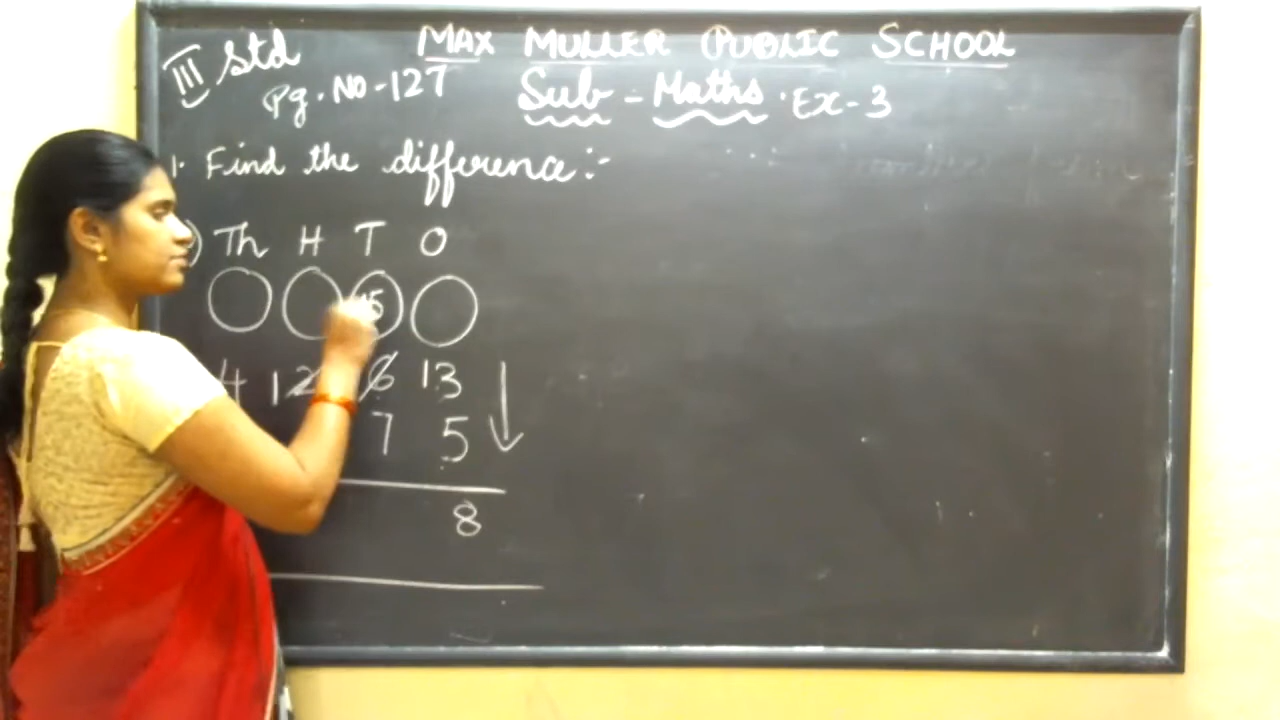 III Std MAX MULLER PUBLIC SCHOOL
Pg. No - 127 Sub - Maths . Ex - 3
1. Find the difference :-
) Th H T O
15
4 12 6 13
7 5
8